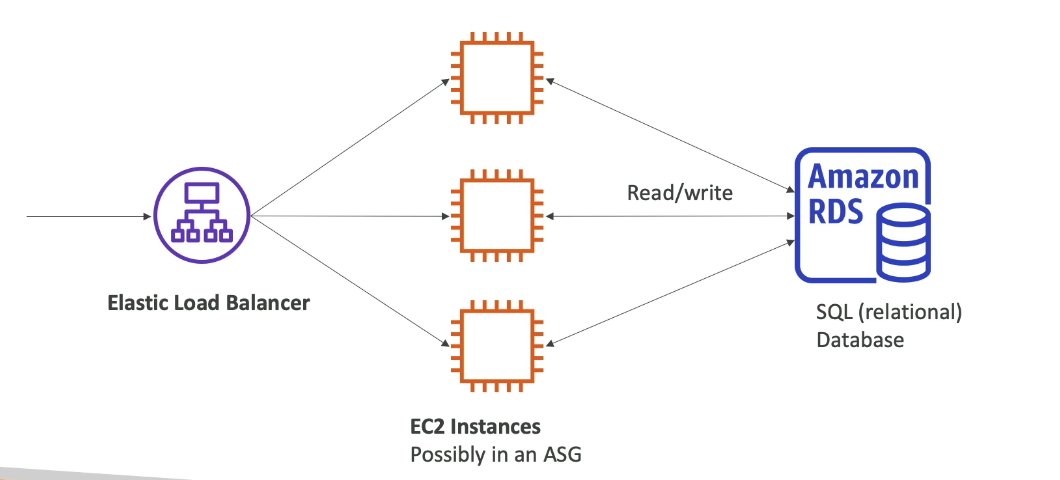 Read/write
Amazon
RDS
Elastic Load Balancer
SQL (relational)
Database
EC2 Instances
Possibly in an ASG